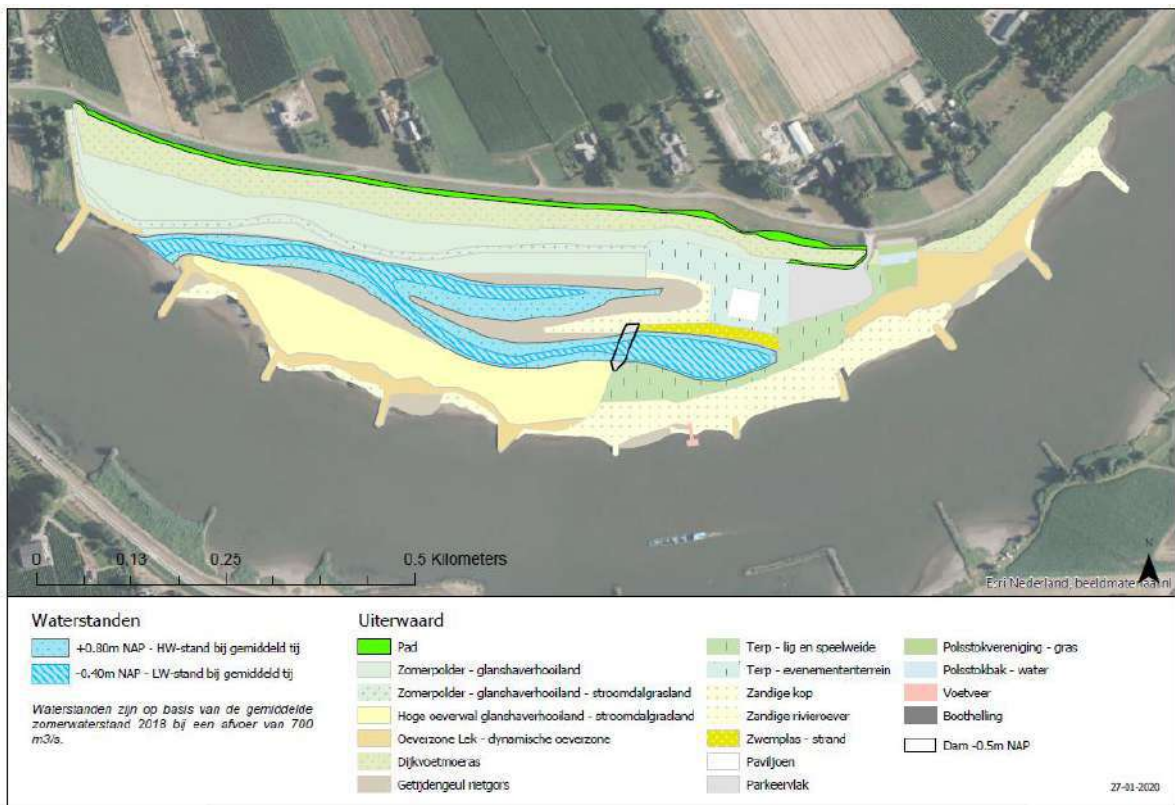 0 0.13 0.25 0.5 Kilometers
N
Esri Nederland, beeldmateriaal.nl
Waterstanden
+0.80m NAP - HW-stand bij gemiddeld tij
-0.40m NAP - LW-stand bij gemiddeld tij
Waterstanden zijn op basis van de gemiddelde
zomerwaterstand 2018 bij een afvoer van 700
m3/s.
Uiterwaard
Pad
Zomerpolder - glanshaverhooiland
Zomerpolder - glanshaverhooiland - stroomdalgrasland
Hoge oeverwal glanshaverhooiland - stroomdalgrasland
Oeverzone Lek - dynamische oeverzone
Dijkvoetmoeras
Getijdengeul rietgors
Terp - lig en speelweide
Terp - evenemententerrein
Zandige kop
Zandige rivieroever
Zwemplas - strand
Paviljoen
Parkeervlak
Polsstokvereniging - gras
Polsstokbak - water
Voetveer
Boothelling
Dam -0.5m NAP
27-01-2020